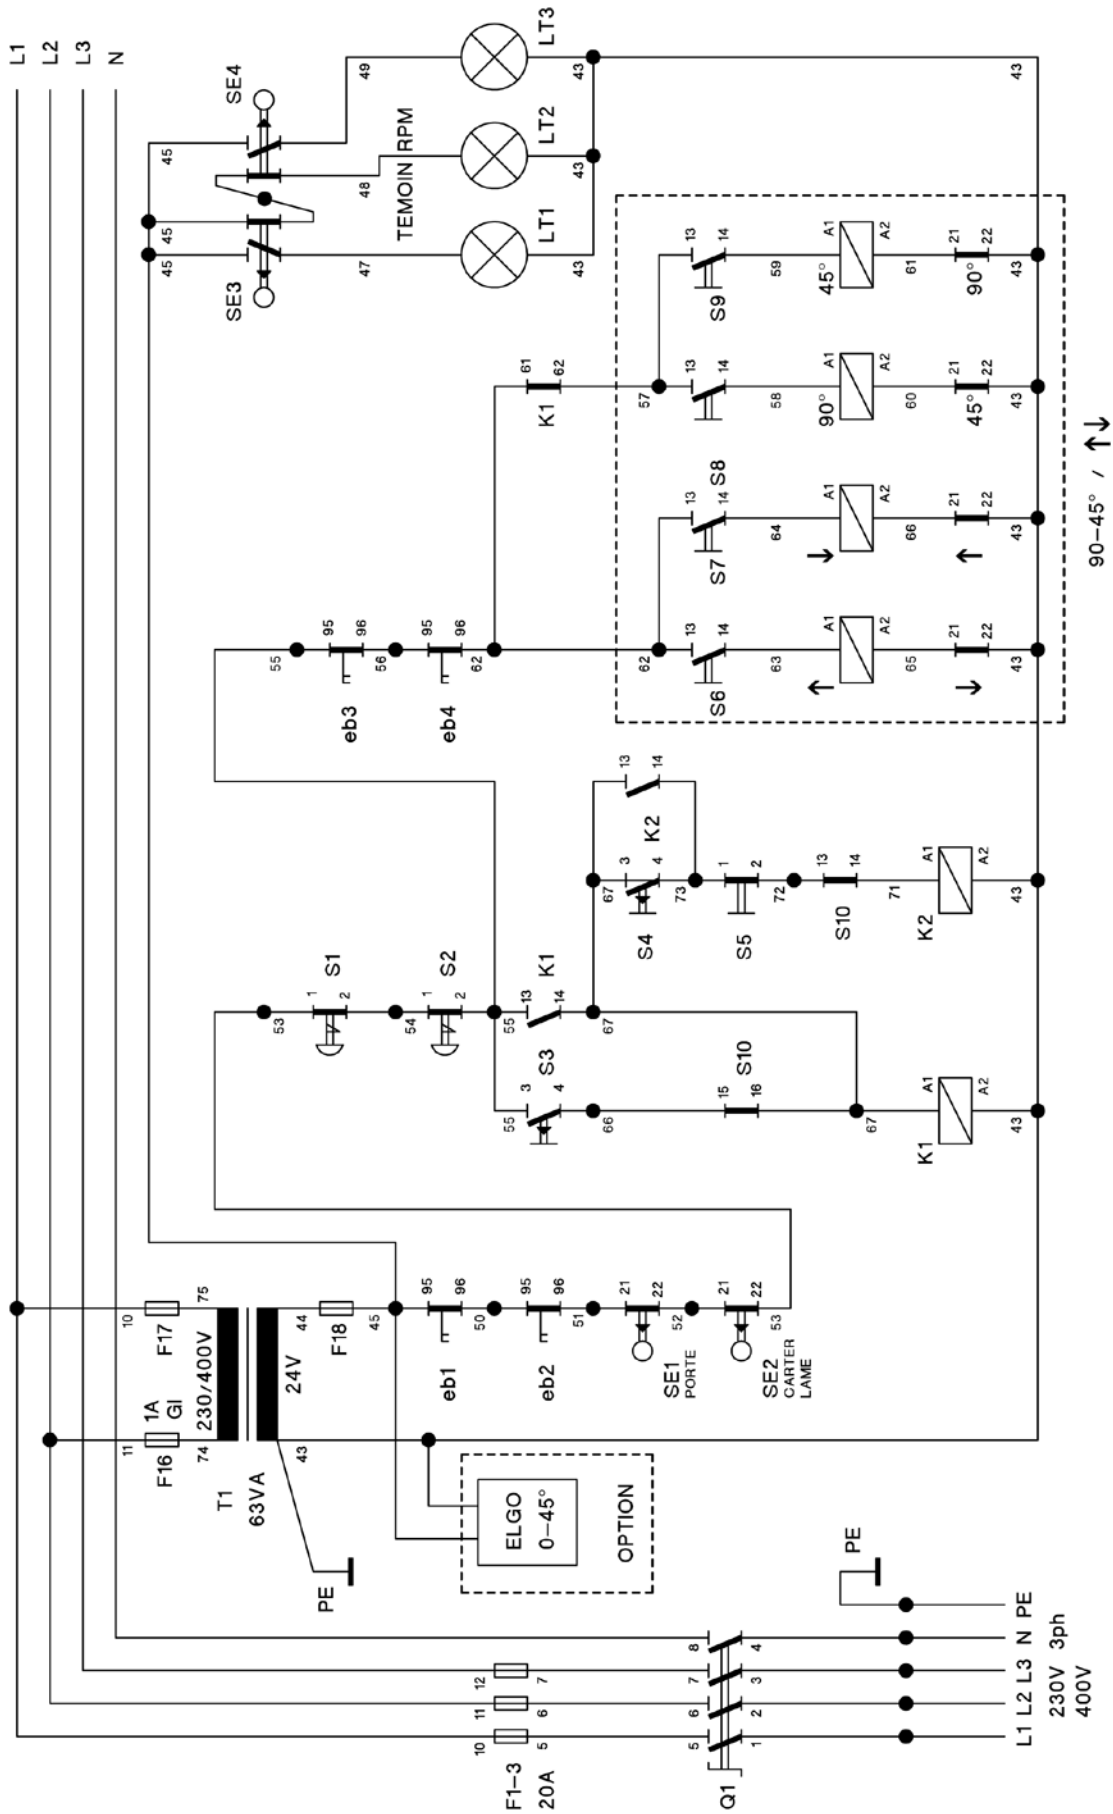 L1
L2
L3
N
10
11
F16
F17
1A
GI
74
75
T1
63VA
230/400V
24V
43
44
F18
45
PE
ELGO
0-45°
OPTION
eb1
95
96
50
eb2
95
96
51
SE1
PORTE
21
22
52
SE2
CARTER
LAME
21
22
53
F1-3
20A
10
11
12
5
6
7
Q1
5
6
7
8
1
2
3
4
PE
L1 L2 L3 N PE
230V 3ph
400V
53
S1
1
2
54
S2
1
2
55
55
S3
3
4
K1
13
14
66
67
S10
15
16
67
K1
A1
A2
43
67
S4
3
4
K2
13
14
73
S5
1
2
72
S10
13
14
71
K2
A1
A2
43
55
eb3
95
96
56
eb4
95
96
62
K1
61
62
57
62
S6
13
14
63
↑
A1
A2
65
↓
21
22
43
S7
13
14
64
↓
A1
A2
66
↑
21
22
43
S8
13
14
58
90°
A1
A2
60
45°
21
22
43
S9
13
14
59
45°
A1
A2
61
90°
21
22
43
90-45° / ↑↓
45
45
45
SE3
SE4
47
48
49
TEMOIN RPM
LT1
LT2
LT3
43
43
43
43